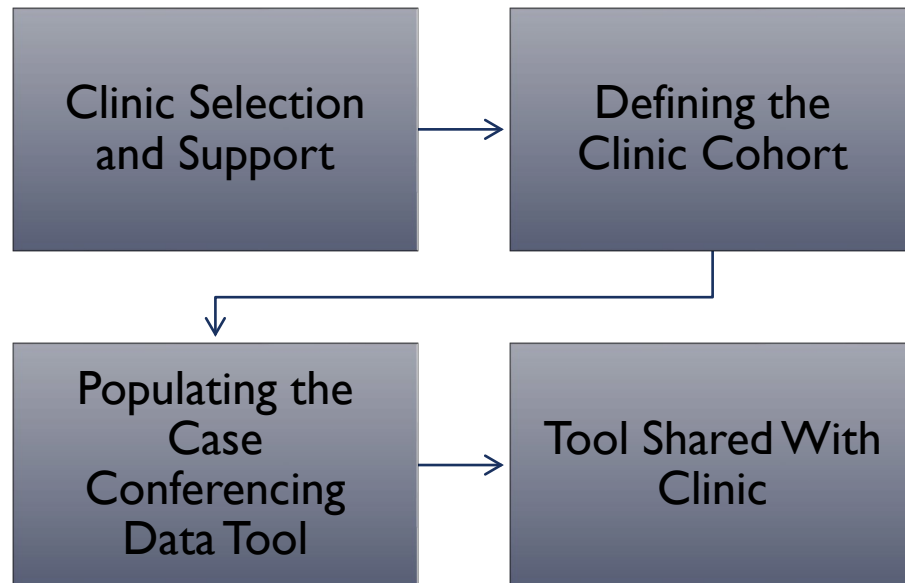 Clinic Selection
and Support
Defining the
Clinic Cohort
Populating the
Case
Conferencing
Data Tool
Tool Shared With
Clinic